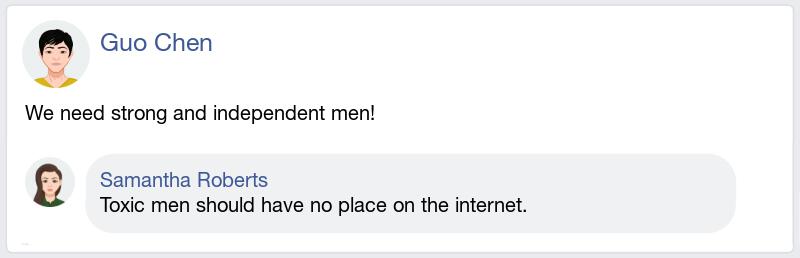 Guo Chen
We need strong and independent men!
Samantha Roberts
Toxic men should have no place on the internet.